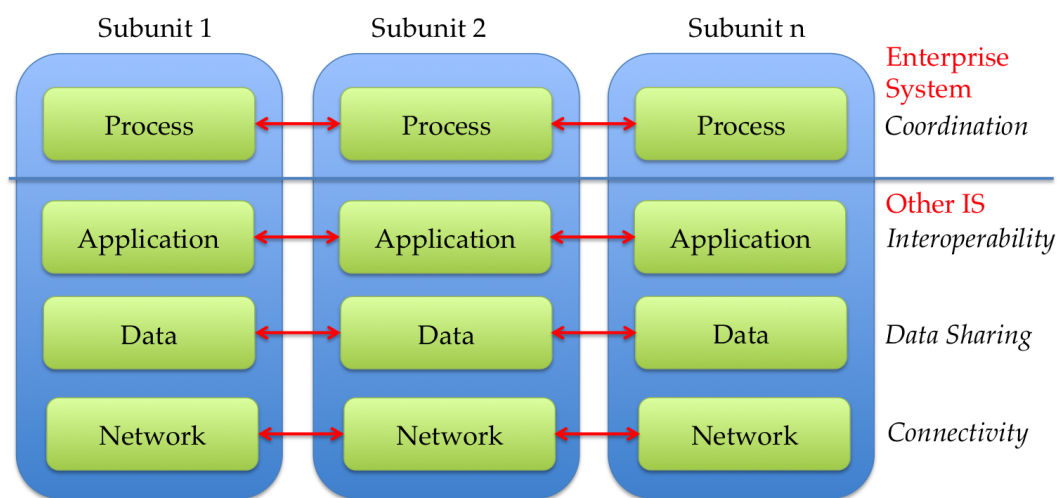 Subunit 1
Subunit 2
Subunit n
Enterprise
System
Process
Process
Process
Coordination
Other IS
Application
Application
Application
Interoperability
Data
Data
Data
Data Sharing
Network
Network
Network
Connectivity